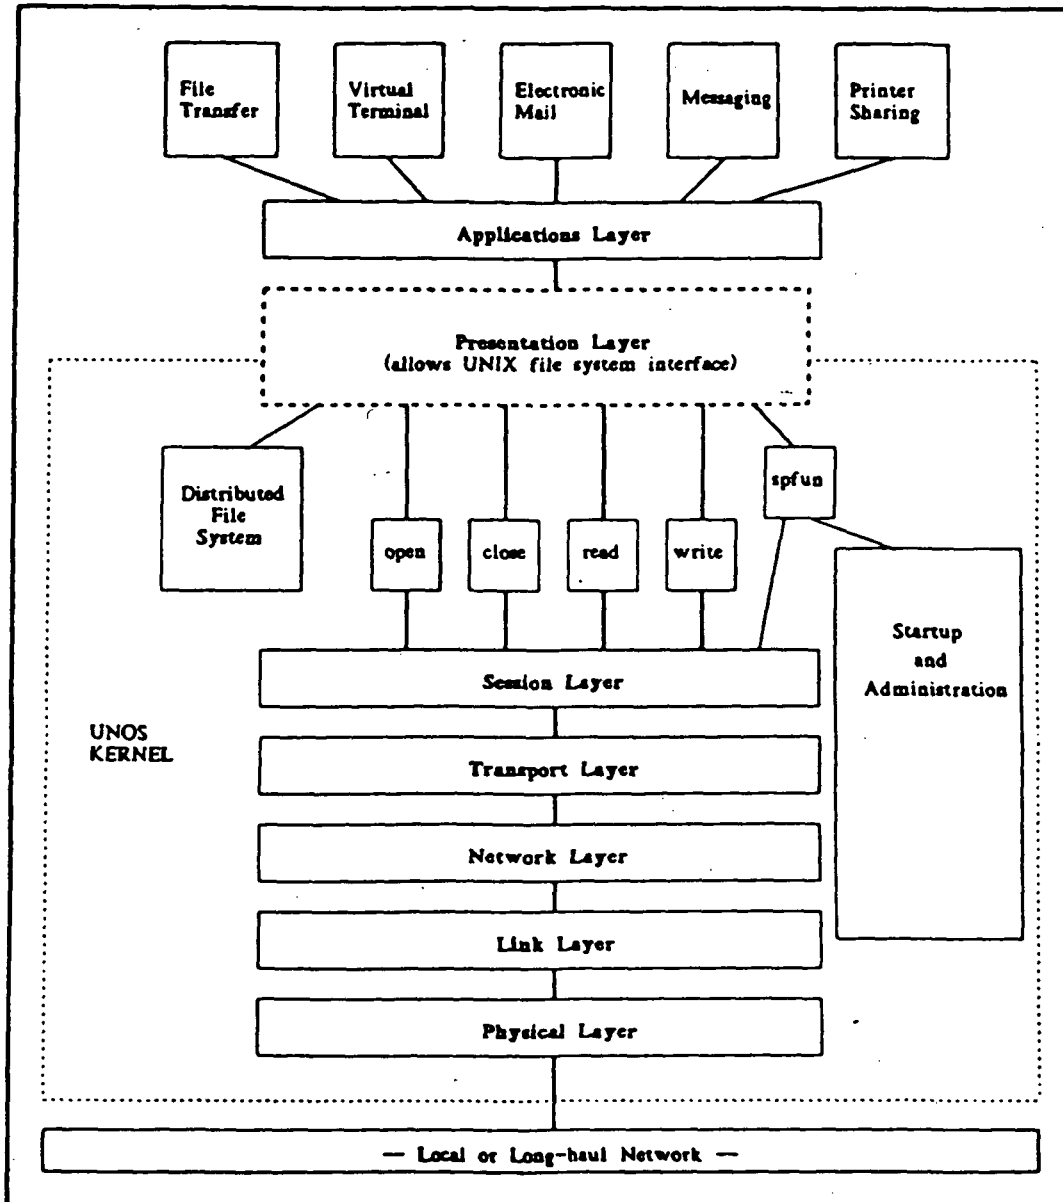 File
Transfer
Virtual
Terminal
Electronic
Mail
Messaging
Printer
Sharing
Applications Layer
Presentation Layer
(allows UNIX file system interface)
Distributed
File
System
open
close
read
write
spfun
Startup
and
Administration
Session Layer
UNOS
KERNEL
Transport Layer
Network Layer
Link Layer
Physical Layer
— Local or Long-haul Network —